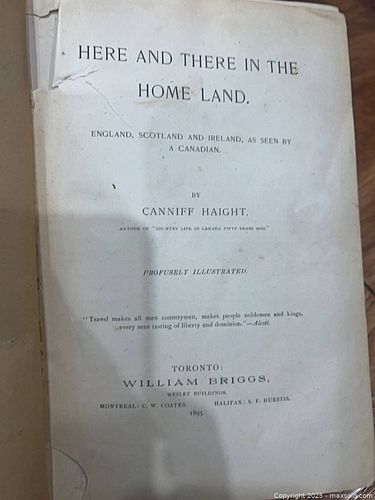 HERE AND THERE IN THE
HOME LAND.
ENGLAND, SCOTLAND AND IRELAND, AS SEEN BY
A CANADIAN.
BY
CANNIFF HAIGHT,
AUTHOR OF "COUNTRY LIFE IN CANADA FIFTY YEARS AGO."
PROFUSELY ILLUSTRATED.
"Travel makes all men countrymen, makes people noblemen and kings,
every man tasting of liberty and dominion."—Alcott.
TORONTO:
WILLIAM BRIGGS,
WESLEY BUILDINGS.
MONTREAL: C. W. COATES. HALIFAX: S. F. HUESTIS.
1895.
Copyright 2025 - maxsold.com